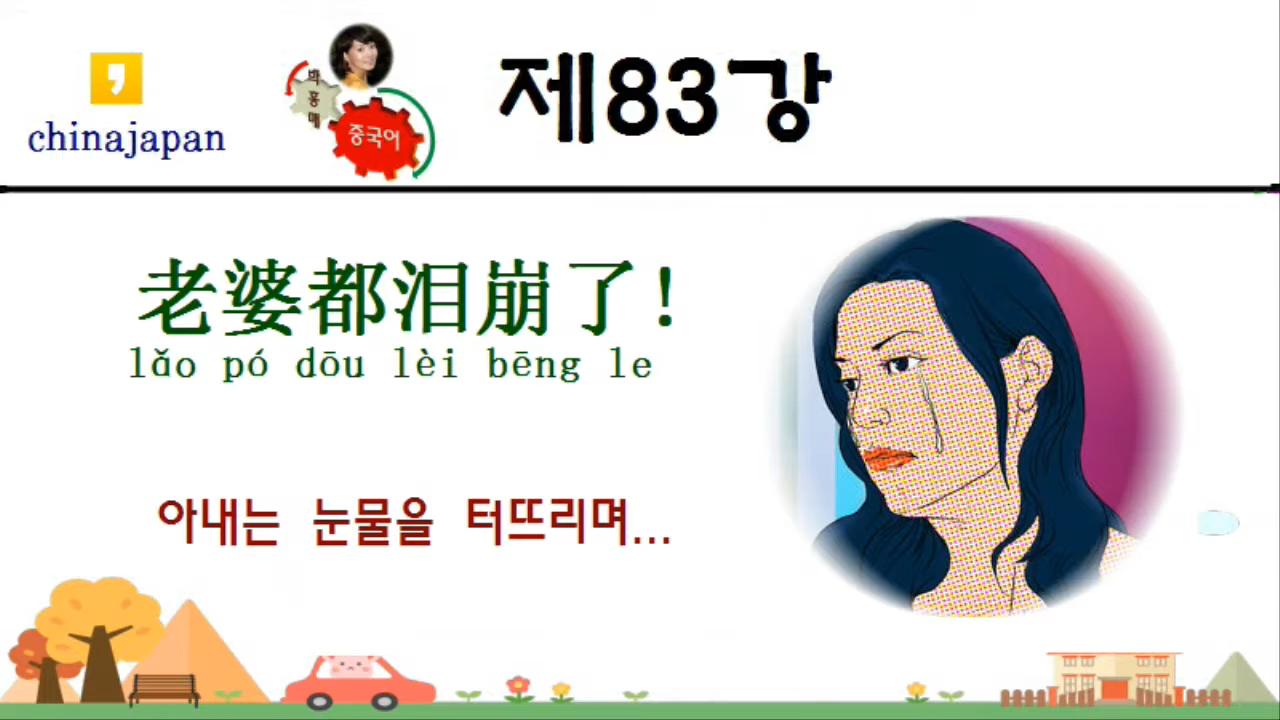 ,
chinajapan
박홍매
중국어
제83강
老婆都泪崩了!
lǎo pó dōu lèi bēng le
아내는 눈물을 터뜨리며...